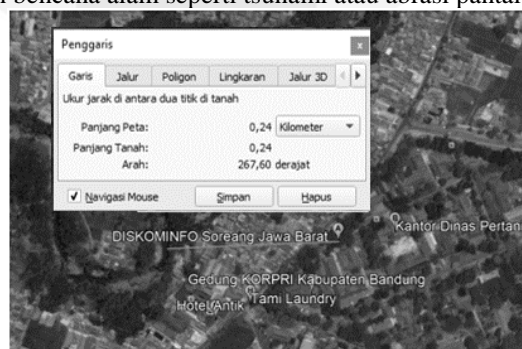 bencana alam seperti tsunami atau abrasi pantai
Penggaris
Garis Jalur Poligon Lingkaran Jalur 3D
Ukur jarak di antara dua titik di tanah
Panjang Peta: 0,24 Kilometer
Panjang Tanah: 0,24
Arah: 267,60 derajat
Navigasi Mouse Simpan Hapus
DISKOMINFO Soreang Jawa Barat
Kantor Dinas Pertan
Gedung KORPRI Kabupaten Bandung
Hotel Antik Tami Laundry